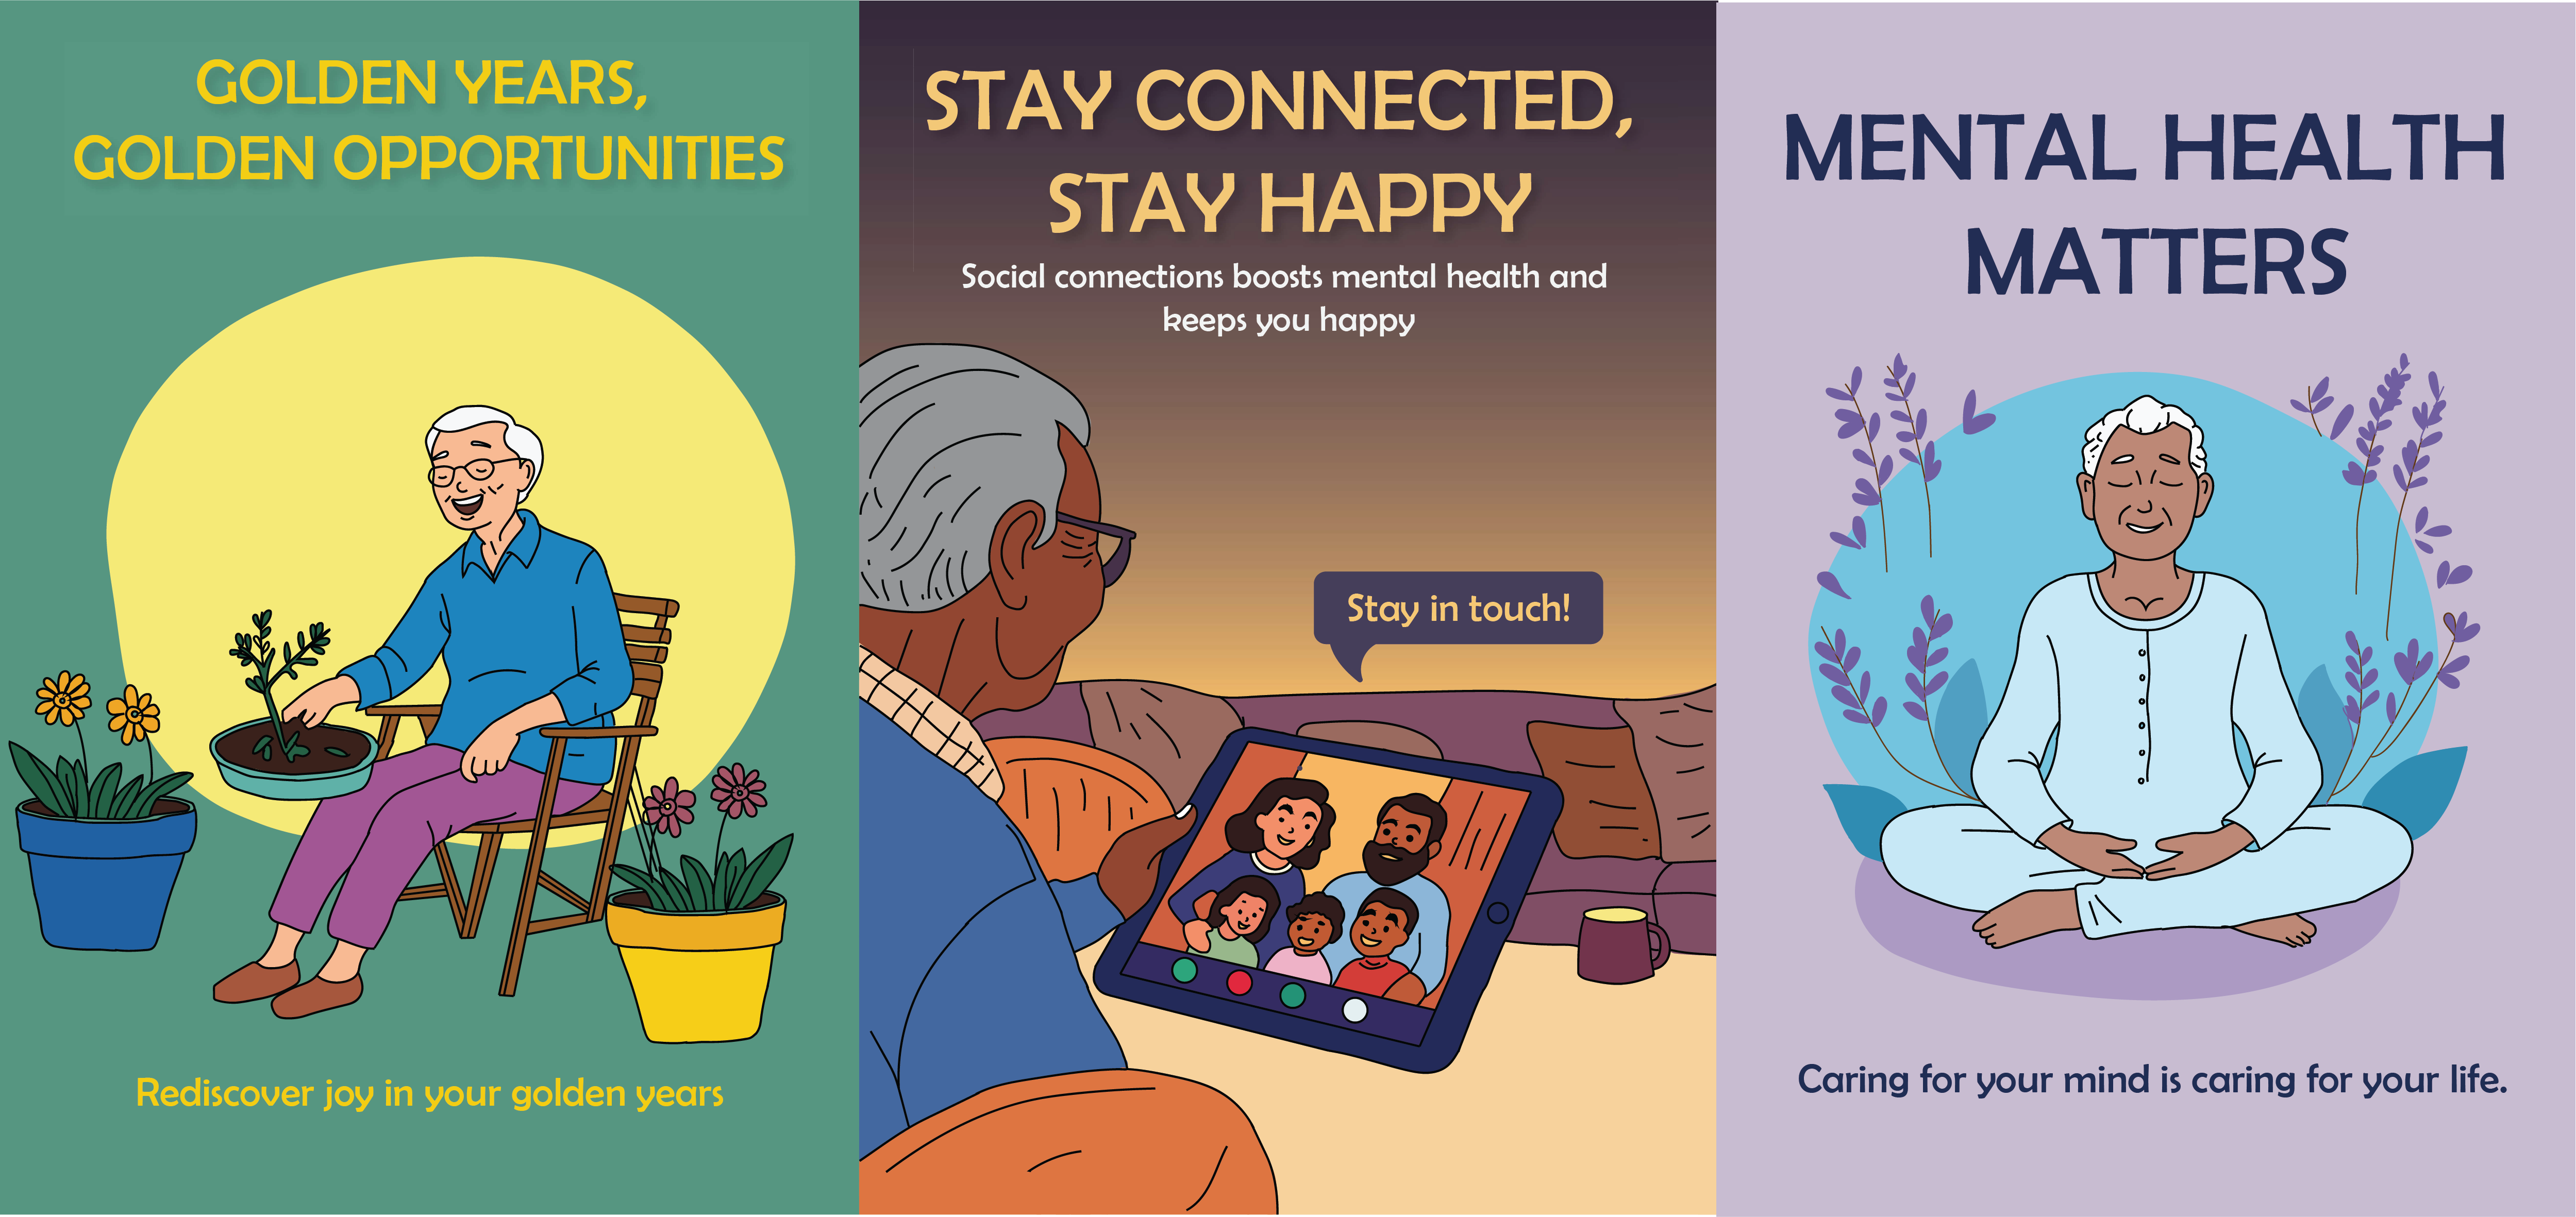 GOLDEN YEARS,
GOLDEN OPPORTUNITIES
Rediscover joy in your golden years
STAY CONNECTED,
STAY HAPPY
Social connections boosts mental health and
keeps you happy
Stay in touch!
MENTAL HEALTH
MATTERS
Caring for your mind is caring for your life.